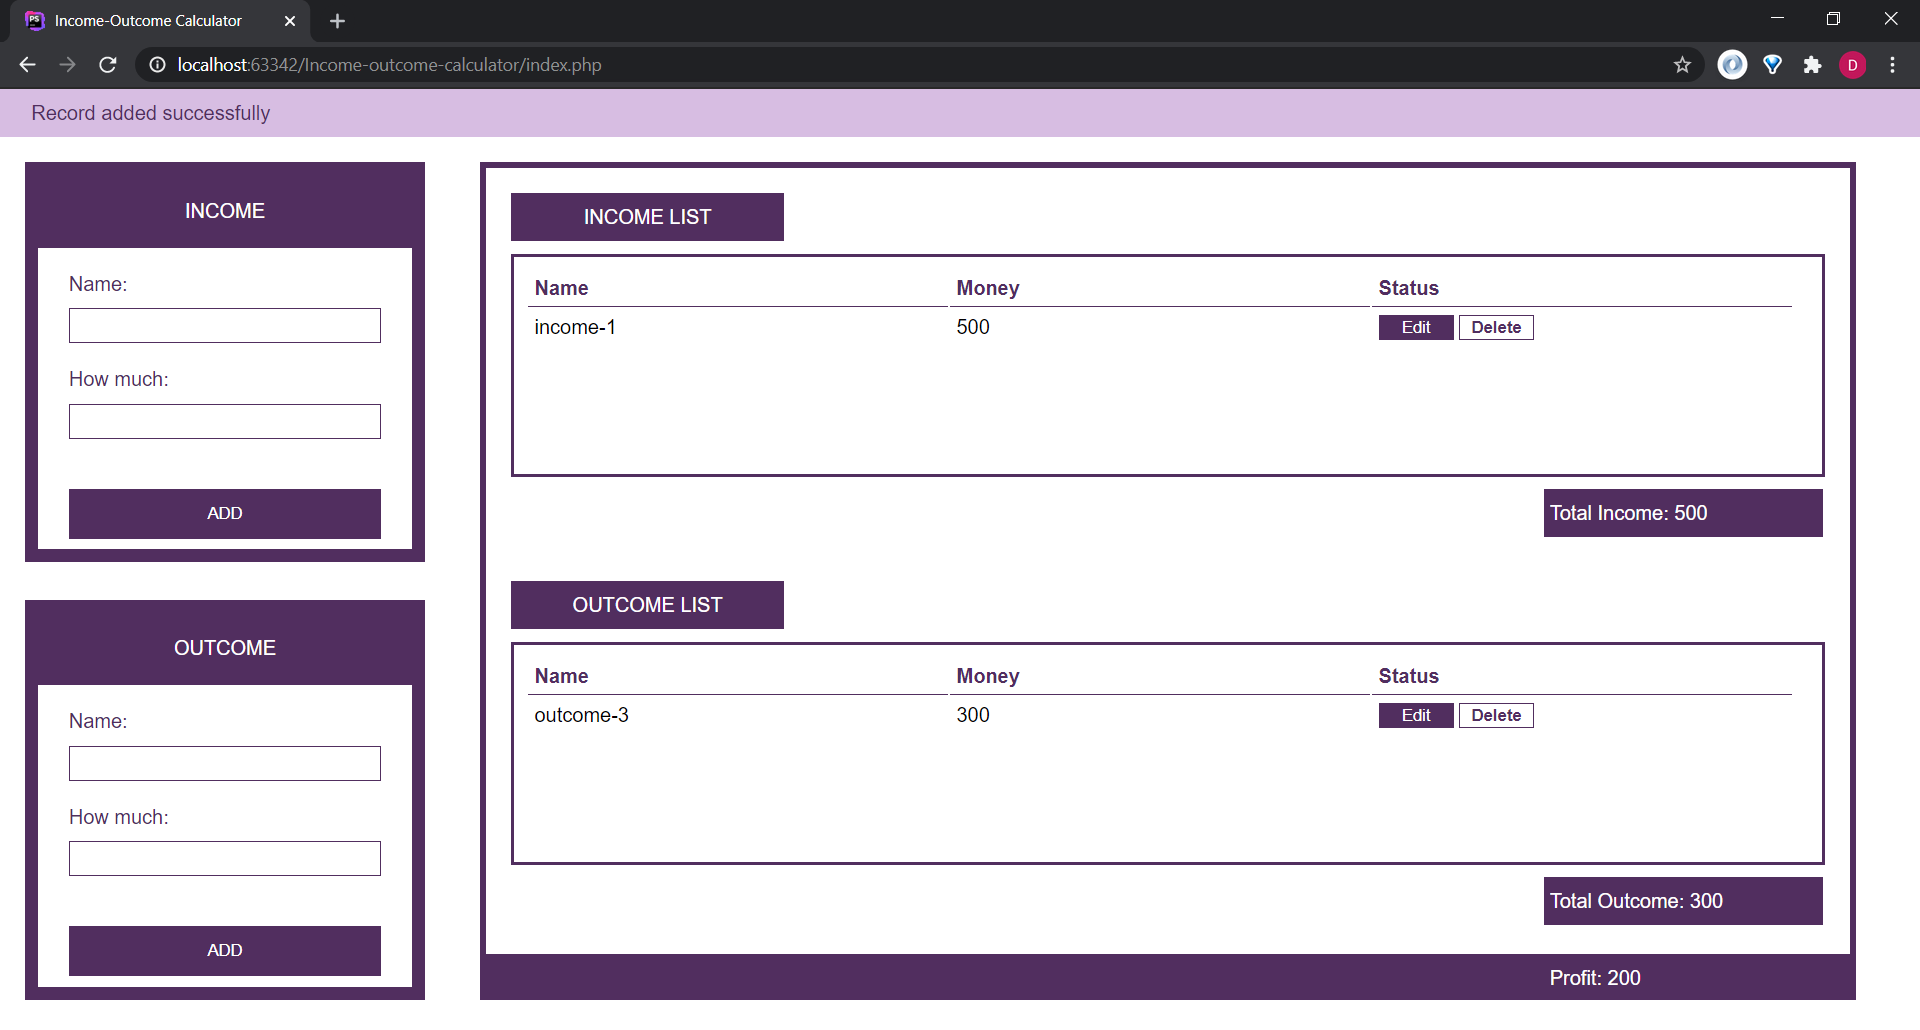 Income-Outcome Calculator
localhost:63342/Income-outcome-calculator/index.php
D
Record added successfully
INCOME
Name:
How much:
ADD
OUTCOME
Name:
How much:
ADD
INCOME LIST
Name Money Status
income-1 500 Edit Delete
Total Income: 500
OUTCOME LIST
Name Money Status
outcome-3 300 Edit Delete
Total Outcome: 300
Profit: 200